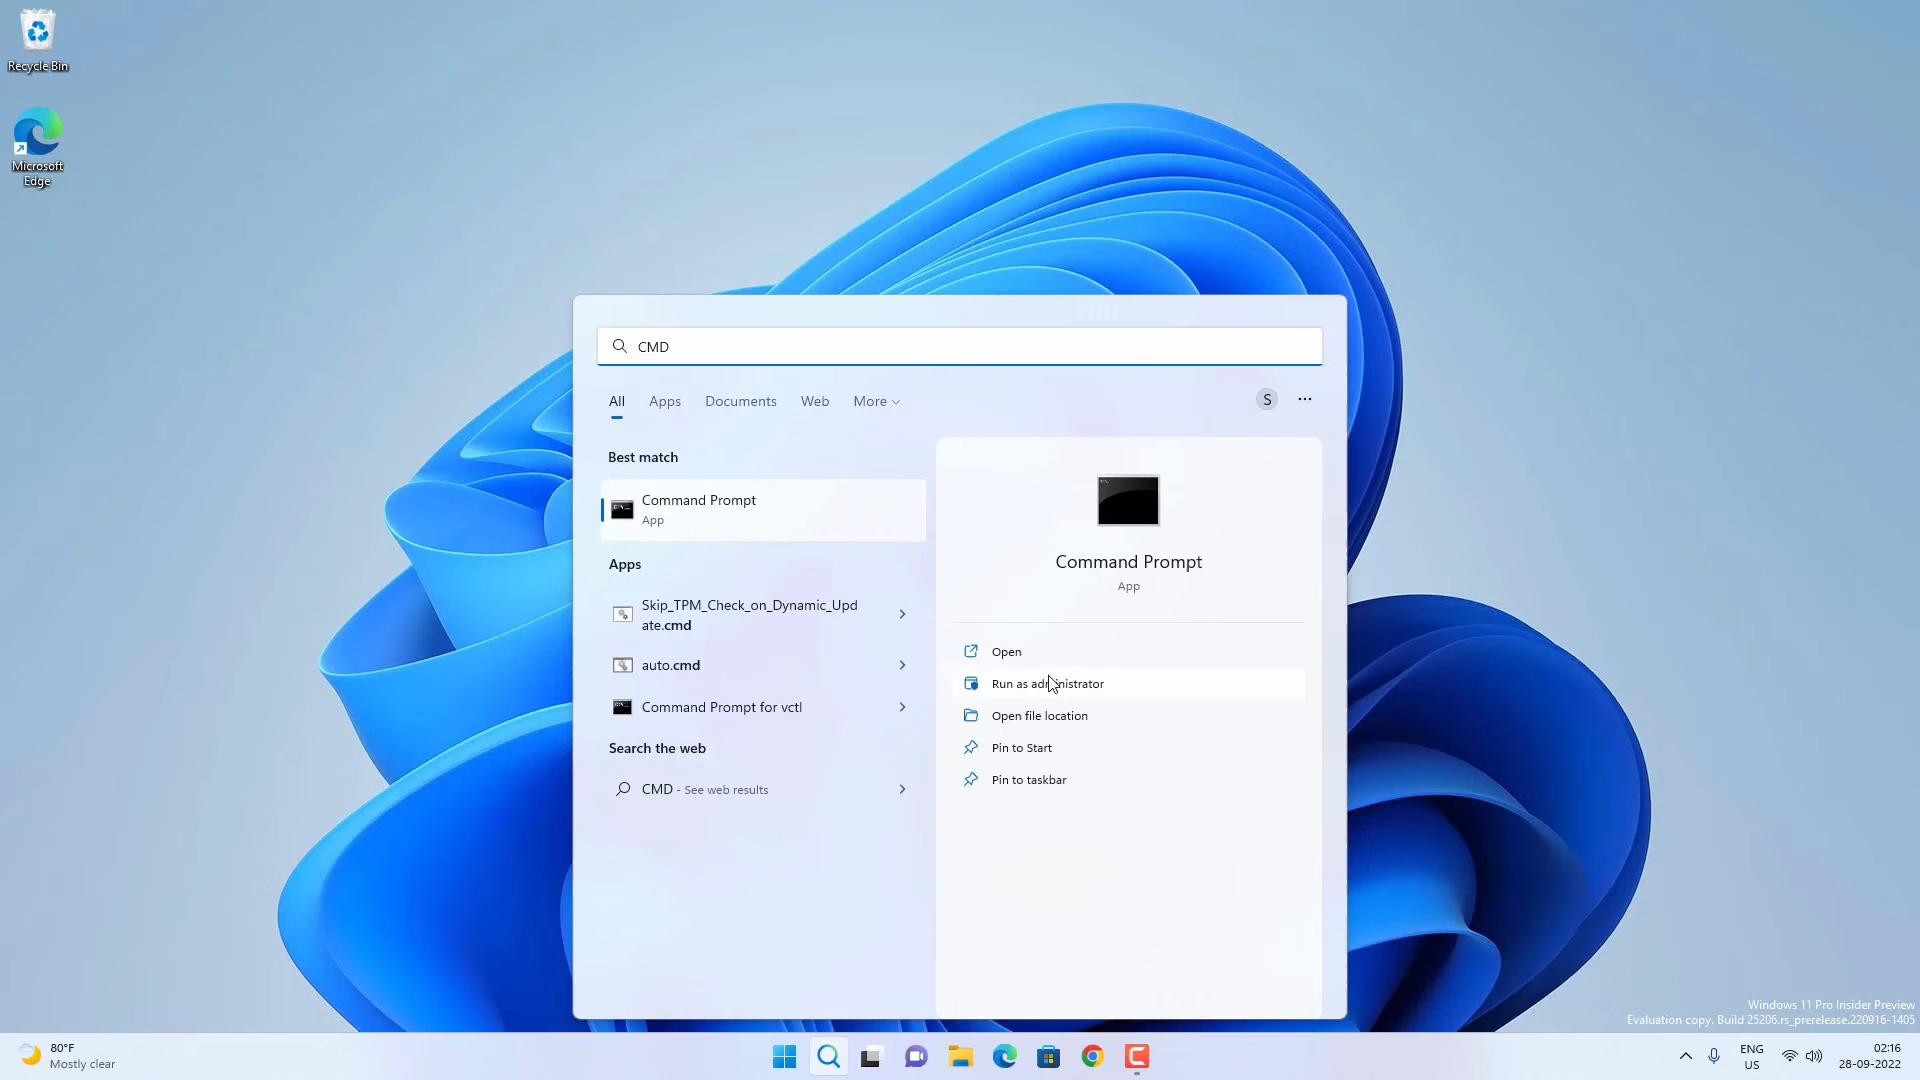 Recycle Bin
Microsoft
Edge
CMD
All
Apps
Documents
Web
More
S
Best match
Command Prompt
App
Apps
Skip_TPM_Check_on_Dynamic_Upd
ate.cmd
auto.cmd
Command Prompt for vctl
Search the web
CMD - See web results
Command Prompt
App
Open
Run as administrator
Open file location
Pin to Start
Pin to taskbar
Windows 11 Pro Insider Preview
Evaluation copy. Build 25206.rs_prerelease.220916-1405
80°F
Mostly clear
ENG
US
02:16
28-09-2022